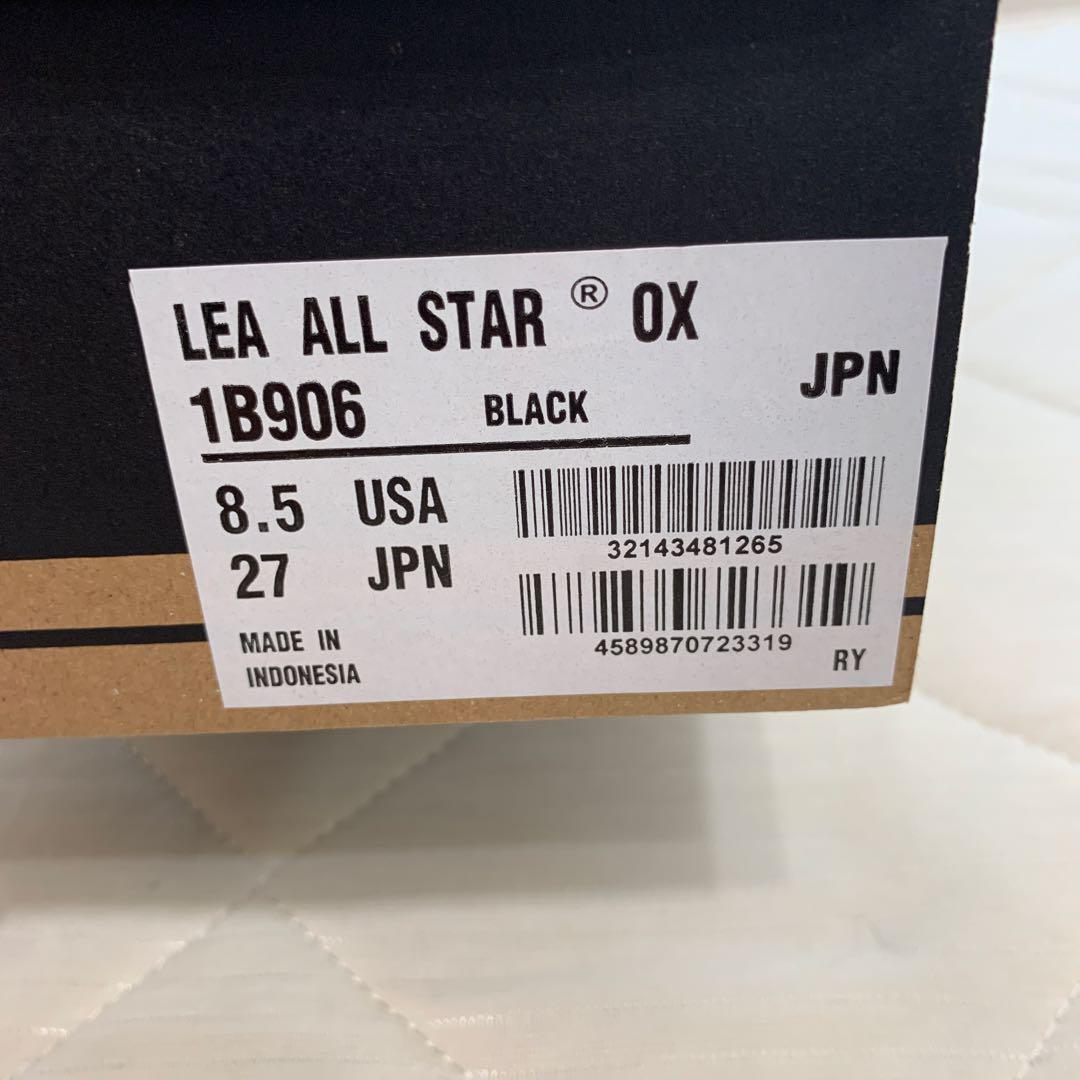 LEA ALL STAR ® OX
1B906 BLACK JPN
8.5 USA
27 JPN
32143481265
4589870723319
MADE IN
INDONESIA
RY